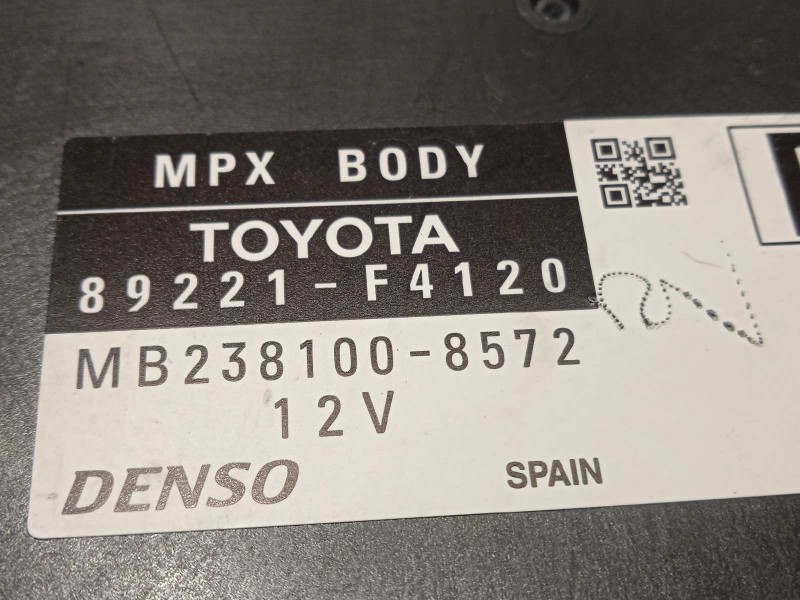 MPX BODY
TOYOTA
89221-F4120
MB238100-8572
12V
DENSO
SPAIN